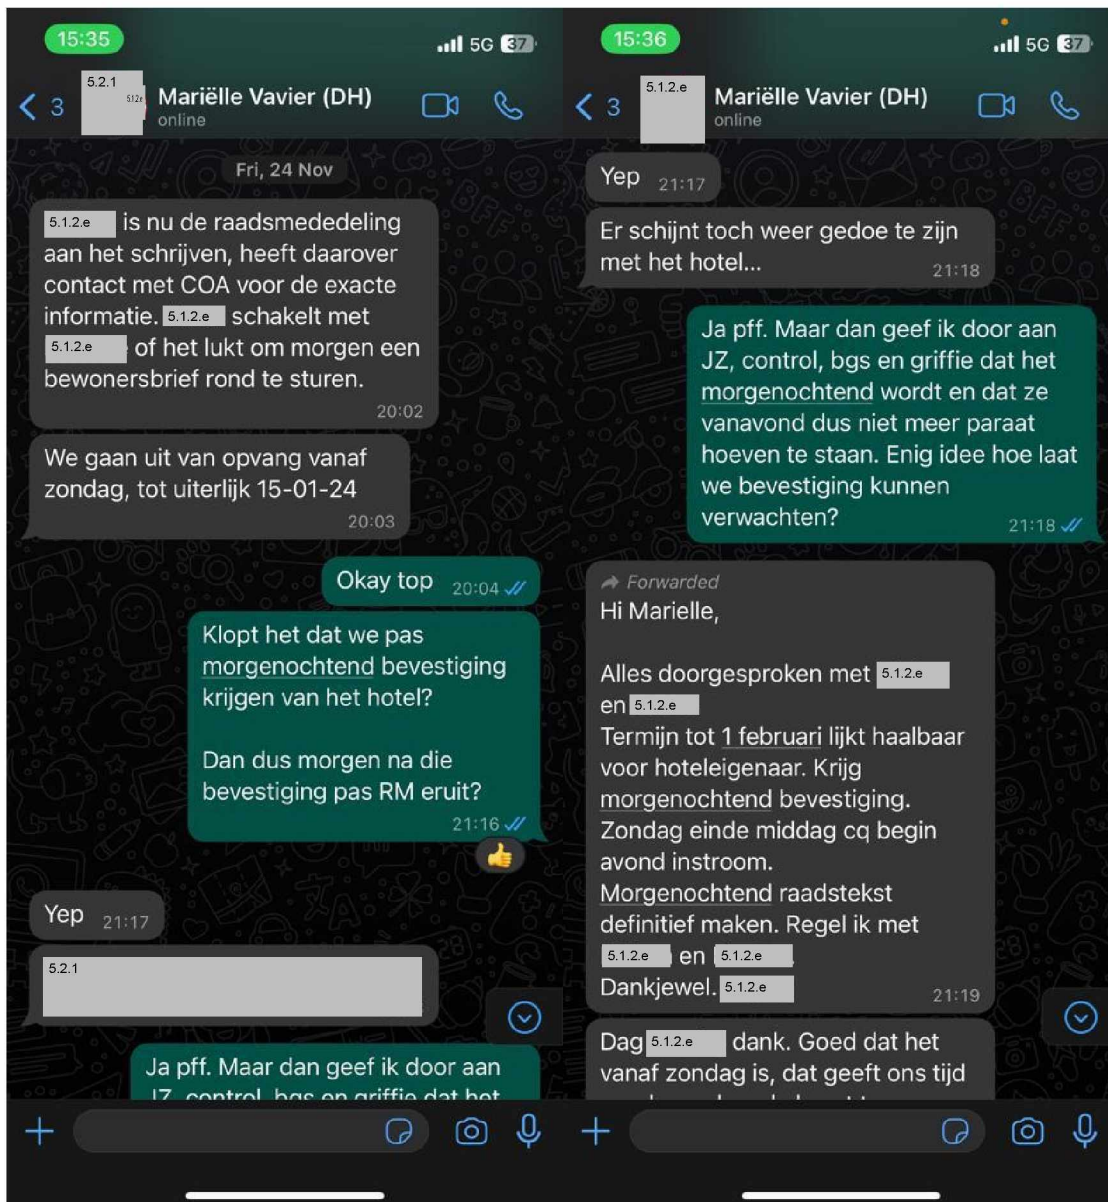 15:35
5G 37
3
5.2.1
5.1.2e
Mariëlle Vavier (DH)
online
Fri, 24 Nov
5.1.2.e is nu de raadsmededeling
aan het schrijven, heeft daarover
contact met COA voor de exacte
informatie. 5.1.2.e schakelt met
5.1.2.e of het lukt om morgen een
bewonersbrief rond te sturen.
20:02
We gaan uit van opvang vanaf
zondag, tot uiterlijk 15-01-24
20:03
Okay top 20:04
Klopt het dat we pas
morgenochtend bevestiging
krijgen van het hotel?
Dan dus morgen na die
bevestiging pas RM eruit?
21:16
Yep 21:17
5.2.1
Ja pff. Maar dan geef ik door aan
JZ, control, bgs en griffie dat het
15:36
5G 37
3
5.1.2.e
Mariëlle Vavier (DH)
online
Yep 21:17
Er schijnt toch weer gedoe te zijn
met het hotel...
21:18
Ja pff. Maar dan geef ik door aan
JZ, control, bgs en griffie dat het
morgenochtend wordt en dat ze
vanavond dus niet meer paraat
hoeven te staan. Enig idee hoe laat
we bevestiging kunnen
verwachten?
21:18
Forwarded
Hi Marielle,
Alles doorgesproken met 5.1.2.e
en 5.1.2.e
Termijn tot 1 februari lijkt haalbaar
voor hoteleigenaar. Krijg
morgenochtend bevestiging.
Zondag einde middag cq begin
avond instroom.
Morgenochtend raadstekst
definitief maken. Regel ik met
5.1.2.e en 5.1.2.e
Dankjewel. 5.1.2.e
21:19
Dag 5.1.2.e dank. Goed dat het
vanaf zondag is, dat geeft ons tijd